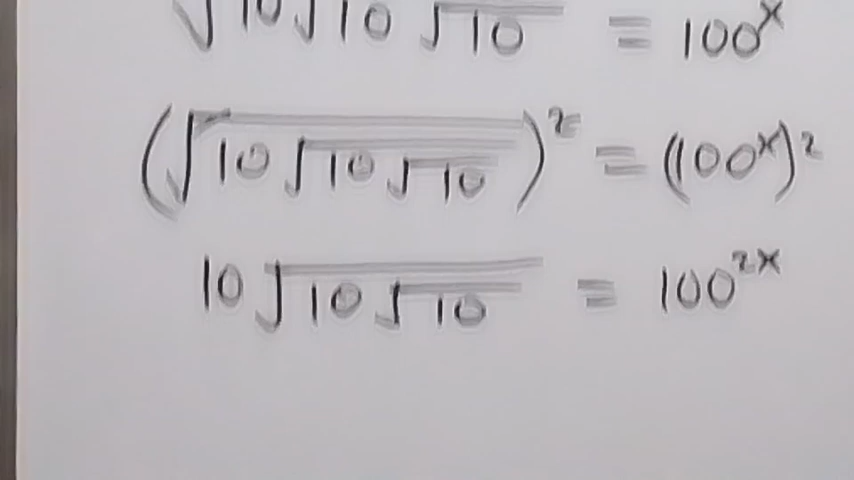 √10√10√10 = 100^x
(√10√10√10)^2 = (100^x)^2
10√10√10 = 100^2x